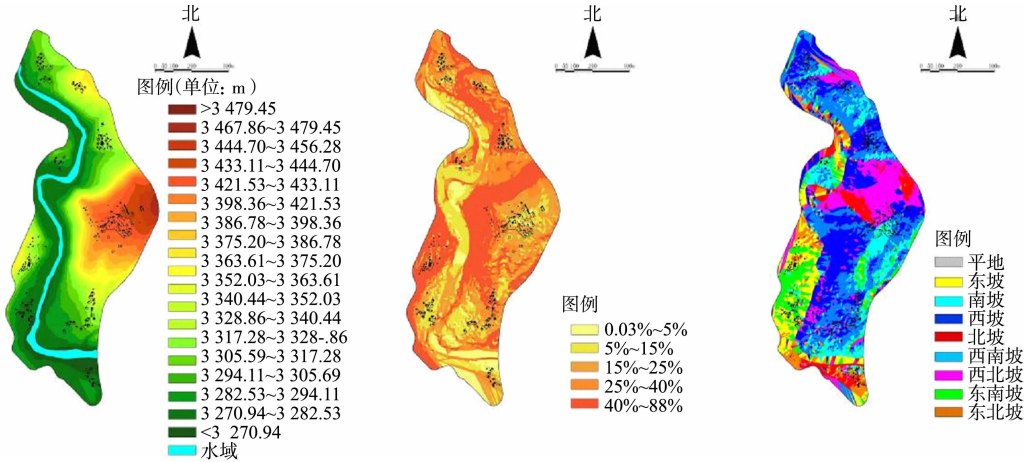 北
图例(单位: m )
>3 479.45
3 467.86~3 479.45
3 444.70~3 456.28
3 433.11~3 444.70
3 421.53~3 433.11
3 398.36~3 421.53
3 386.78~3 398.36
3 375.20~3 386.78
3 363.61~3 375.20
3 352.03~3 363.61
3 340.44~3 352.03
3 328.86~3 340.44
3 317.28~3 328-.86
3 305.59~3 317.28
3 294.11~3 305.69
3 282.53~3 294.11
3 270.94~3 282.53
<3 270.94
水域
北
图例
0.03%~5%
5%~15%
15%~25%
25%~40%
40%~88%
北
图例
平地
东坡
南坡
西坡
北坡
西南坡
西北坡
东南坡
东北坡